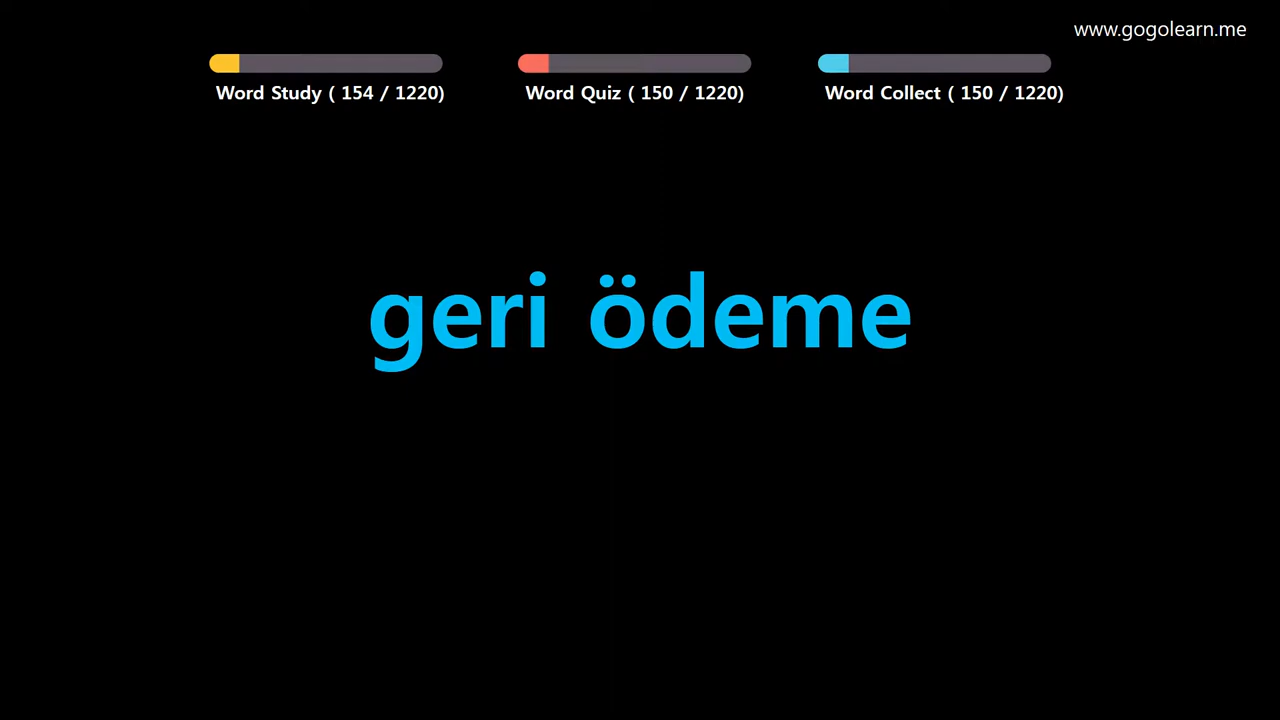 www.gogolearn.me
Word Study ( 154 / 1220)
Word Quiz ( 150 / 1220)
Word Collect ( 150 / 1220)
geri ödeme